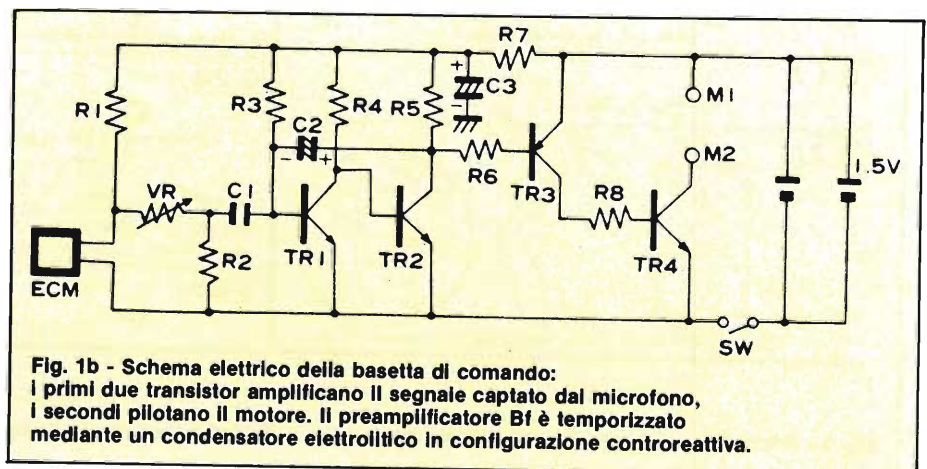 R7
+
R1
R3
R4
R5
C3
-
M1
C2
-
+
M2
1.5V
R6
TR3
VR
C1
R8
R2
TR1
TR2
TR4
ECM
SW
Fig. 1b - Schema elettrico della basetta di comando:
i primi due transistor amplificano il segnale captato dal microfono,
i secondi pilotano il motore. Il preamplificatore Bf è temporizzato
mediante un condensatore elettrolitico in configurazione controreattiva.